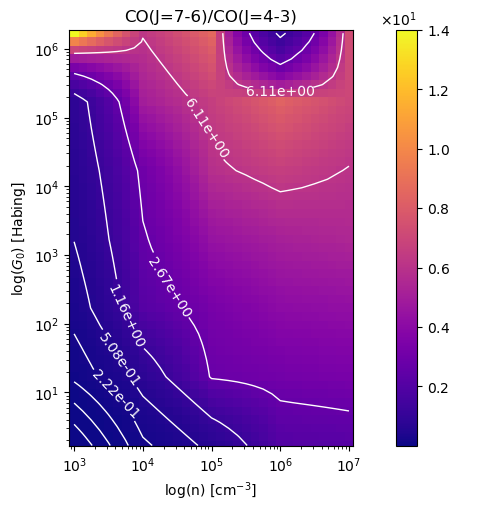 CO(J=7-6)/CO(J=4-3)
×10¹
10⁶
10⁵
10⁴
10³
10²
10¹
log(G₀) [Habing]
6.11e+00
6.11e+00
2.67e+00
1.16e+00
5.08e-01
2.22e-01
10³
10⁴
10⁵
10⁶
10⁷
log(n) [cm⁻³]
1.4
1.2
1.0
0.8
0.6
0.4
0.2